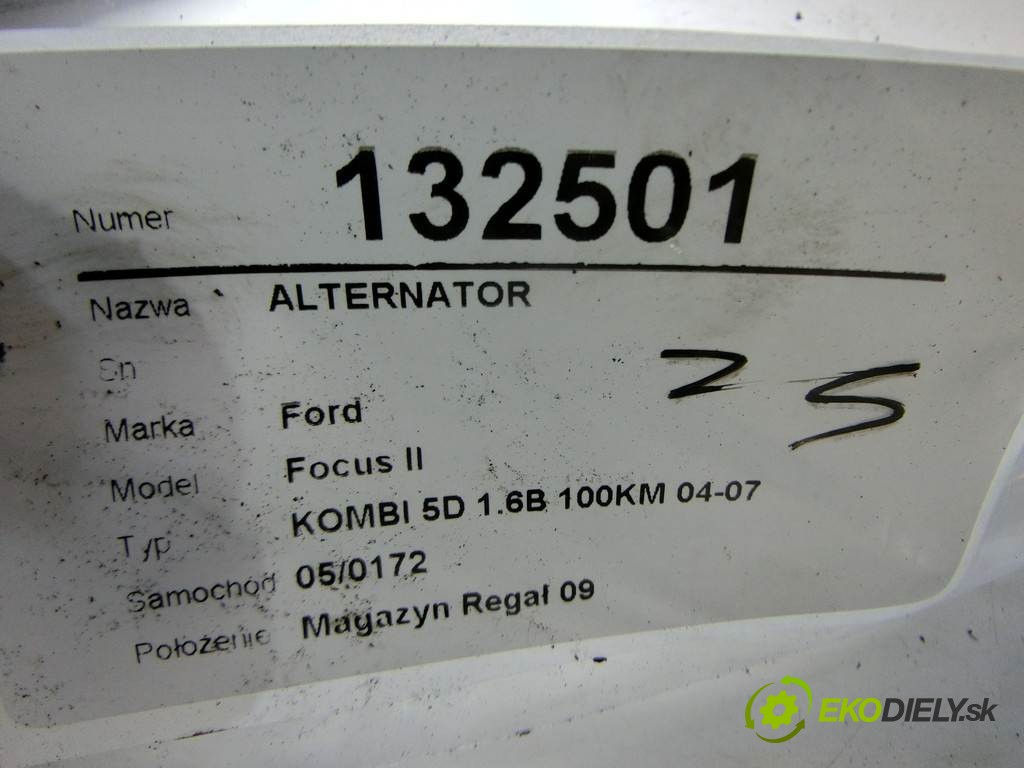 Numer 132501
Nazwa ALTERNATOR
Sn
Marka Ford
Model Focus II
Typ KOMBI 5D 1.6B 100KM 04-07
Samochód 05/0172
Położenie Magazyn Regał 09
25
EKODIELY.sk